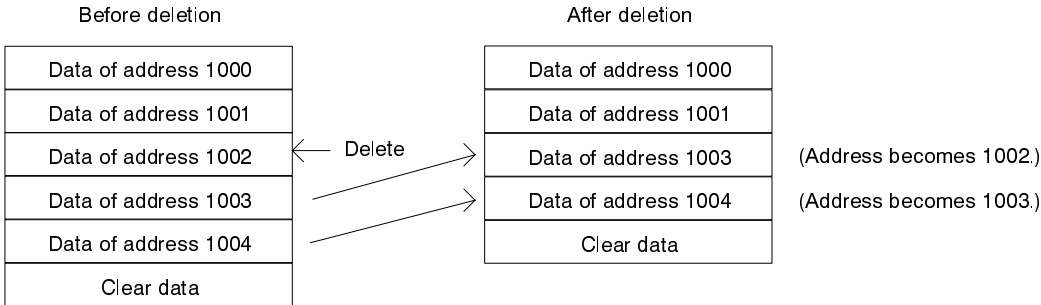 Before deletion
Data of address 1000
Data of address 1001
Data of address 1002
Data of address 1003
Data of address 1004
Clear data
Delete
After deletion
Data of address 1000
Data of address 1001
Data of address 1003
Data of address 1004
Clear data
(Address becomes 1002.)
(Address becomes 1003.)